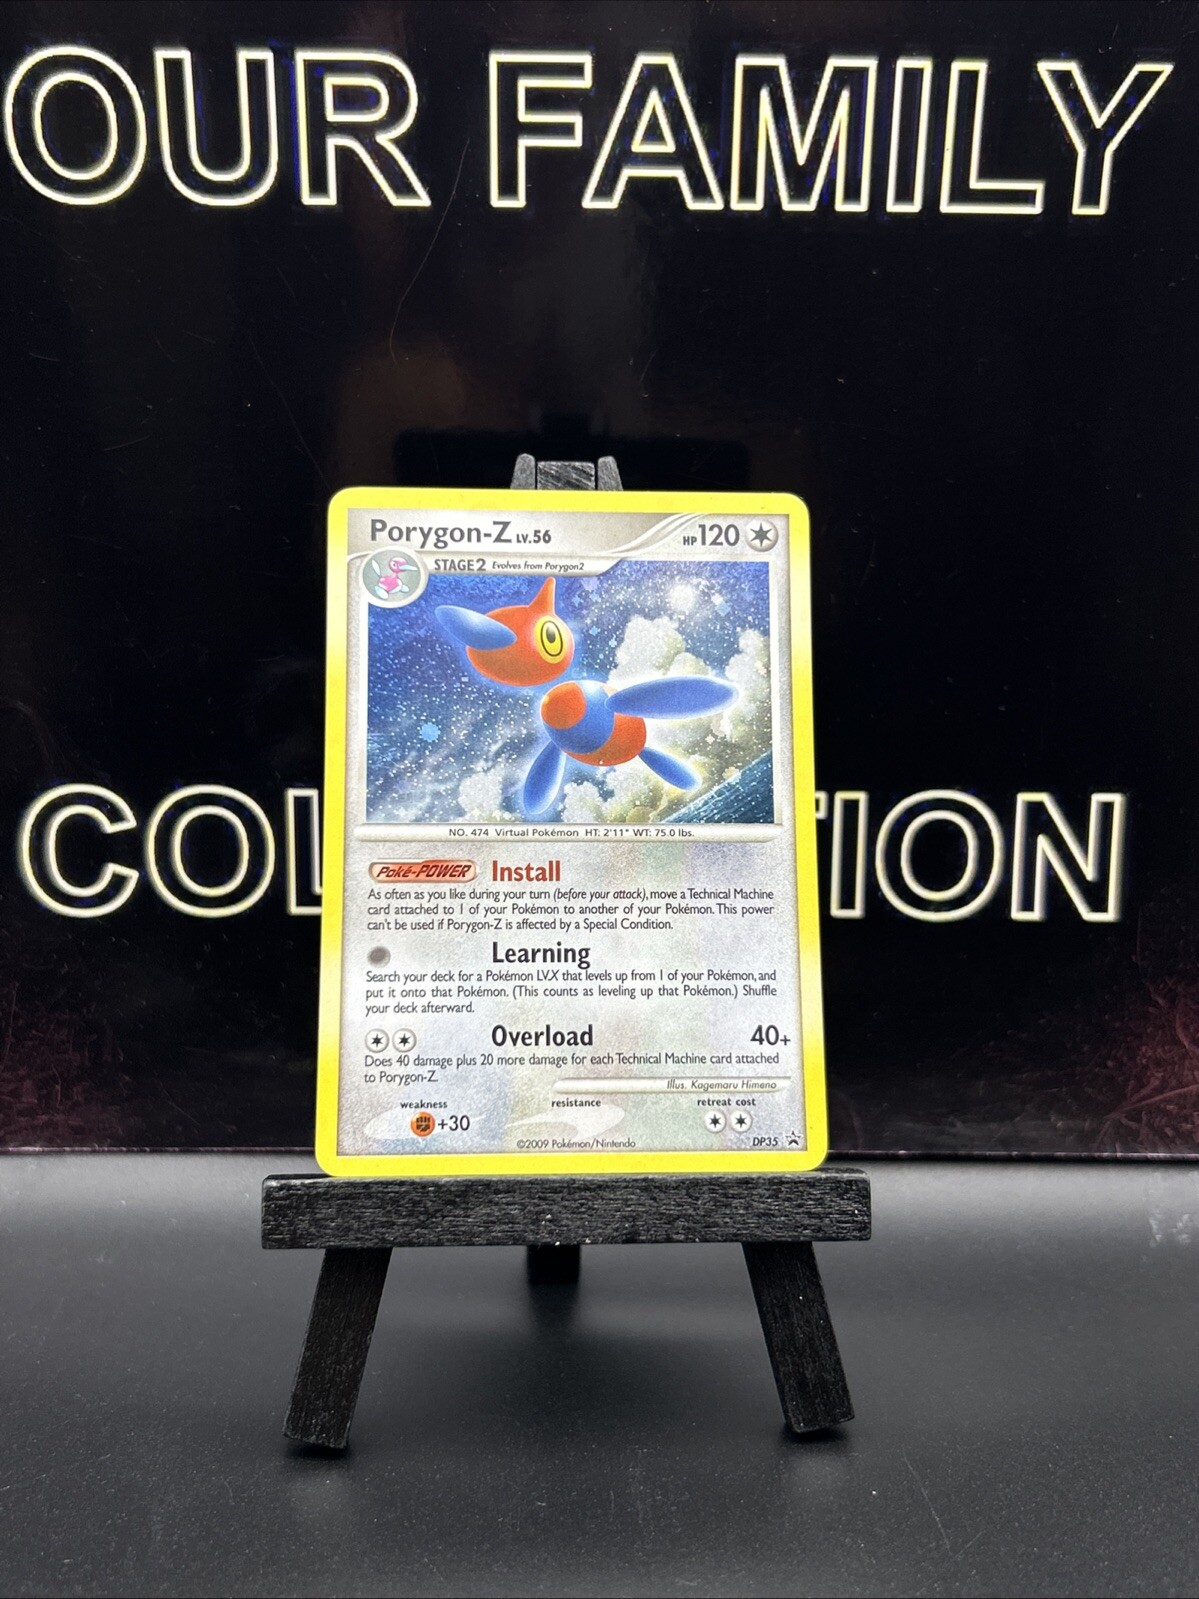 OUR FAMILY
Porygon-Z LV.56
HP 120
STAGE2 Evolves from Porygon2
NO. 474 Virtual Pokémon HT: 2'11" WT: 75.0 lbs.
COL TION
Poké-POWER Install
As often as you like during your turn (before your attack), move a Technical Machine
card attached to 1 of your Pokémon to another of your Pokémon. This power
can't be used if Porygon-Z is affected by a Special Condition.
Learning
Search your deck for a Pokémon LV.X that levels up from 1 of your Pokémon, and
put it onto that Pokémon. (This counts as leveling up that Pokémon.) Shuffle
your deck afterward.
Overload 40+
Does 40 damage plus 20 more damage for each Technical Machine card attached
to Porygon-Z.
Illus. Kagemaru Himeno
weakness resistance retreat cost
+30
©2009 Pokémon/Nintendo DP35